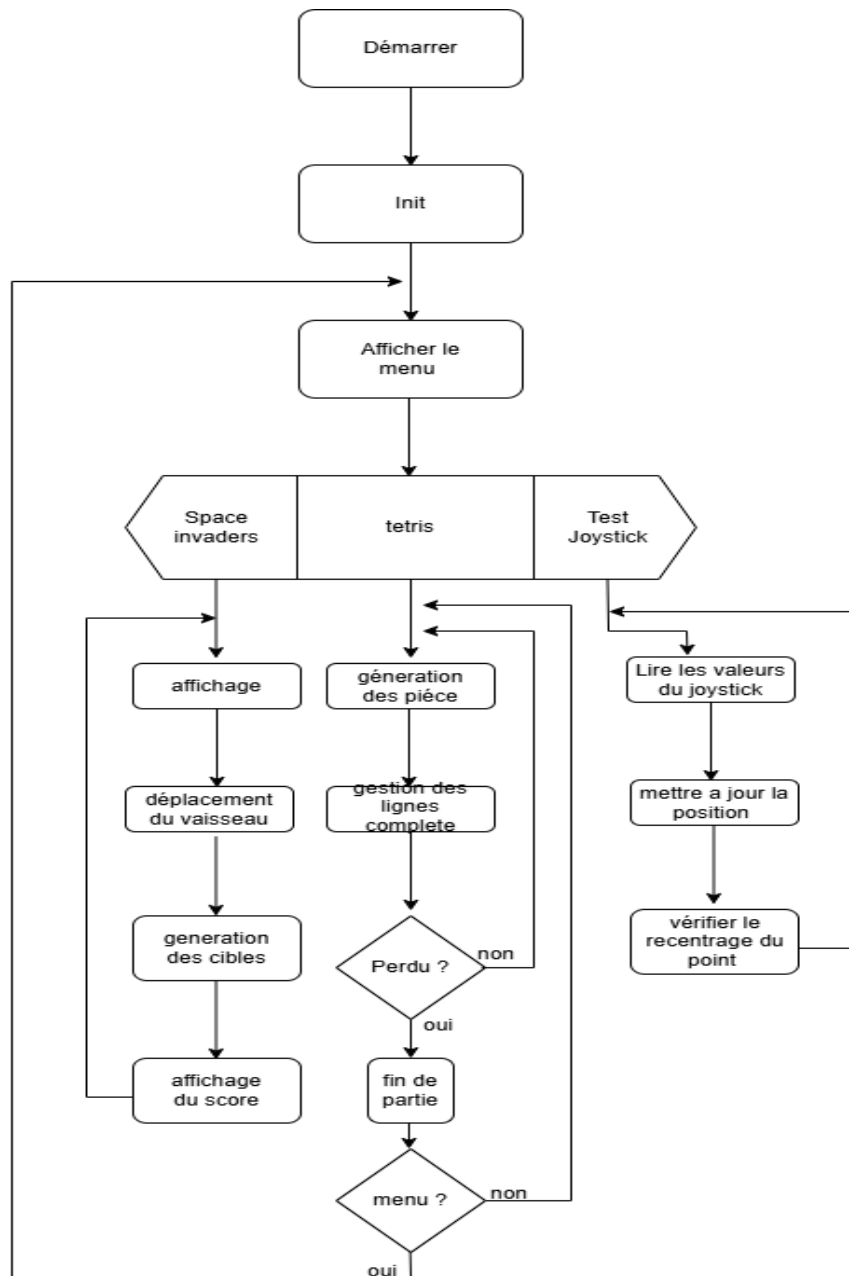 Démarrer
Init
Afficher le
menu
Space
invaders
tetris
Test
Joystick
affichage
géneration
des piéce
Lire les valeurs
du joystick
déplacement
du vaisseau
gestion des
lignes
complete
mettre a jour la
position
generation
des cibles
Perdu ?
non
vérifier le
recentrage du
point
oui
affichage
du score
fin de
partie
menu ?
non
oui